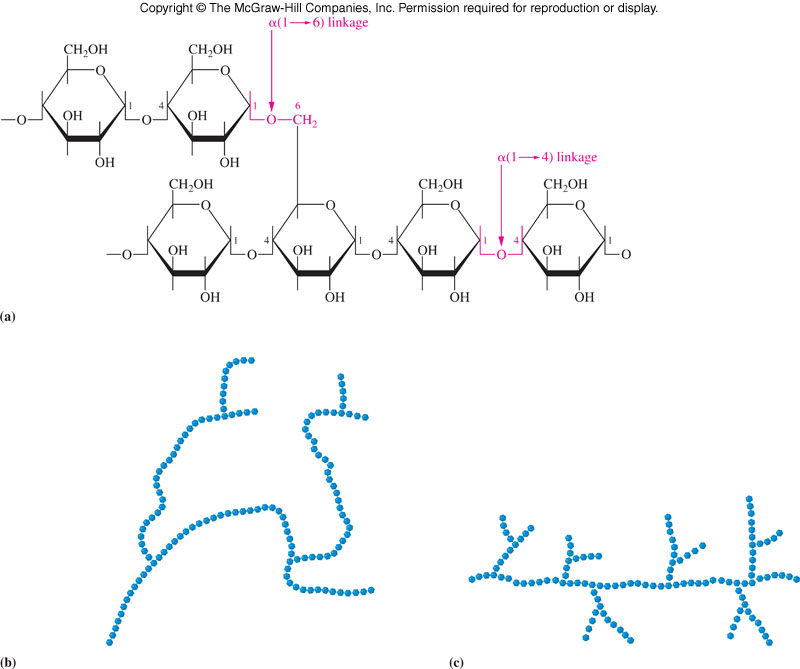 Copyright © The McGraw-Hill Companies, Inc. Permission required for reproduction or display.
α(1→6) linkage
CH₂OH CH₂OH
O O
1 4 1 6
O OH O OH O CH₂
OH OH
α(1→4) linkage
CH₂OH CH₂OH CH₂OH
O O O O
1 4 1 4 1 4 1
O OH O OH O OH O OH O
OH OH OH OH
(a)
(b) (c)